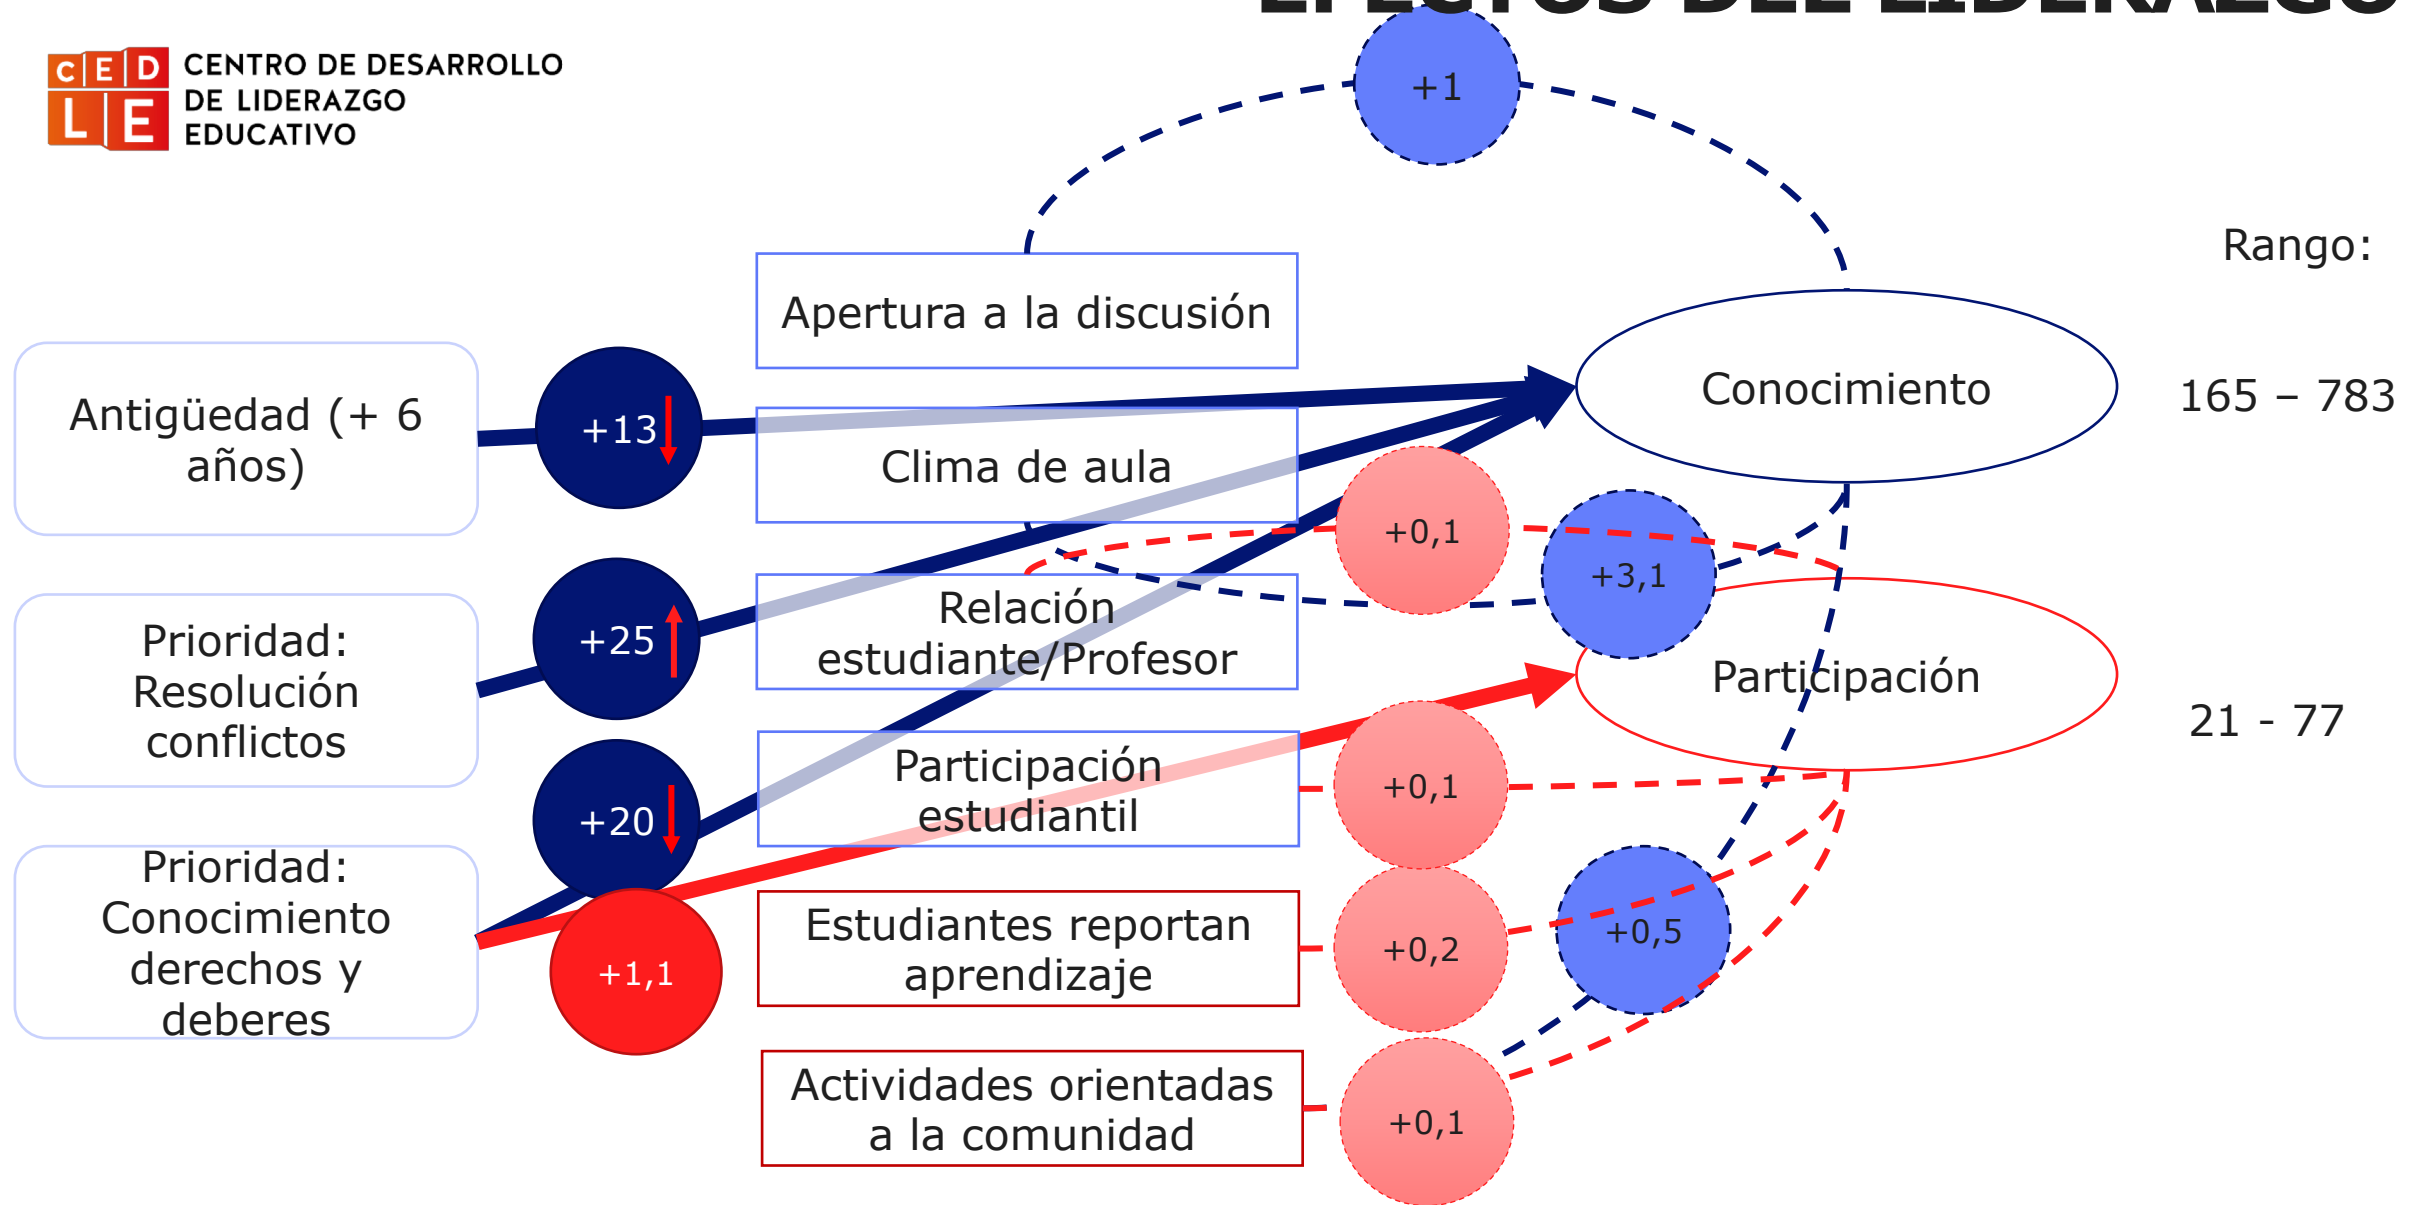 EFECTOS DEL LIDERAZGO
C E D
L E
CENTRO DE DESARROLLO
DE LIDERAZGO
EDUCATIVO
+1
Rango:
Apertura a la discusión
Antigüedad (+ 6
años)
+13
Clima de aula
Conocimiento
165 – 783
+0,1
+3,1
Prioridad:
Resolución
conflictos
+25
Relación
estudiante/Profesor
Participación
21 - 77
+20
Participación
estudiantil
+0,1
Prioridad:
Conocimiento
derechos y
deberes
+1,1
Estudiantes reportan
aprendizaje
+0,2
+0,5
Actividades orientadas
a la comunidad
+0,1